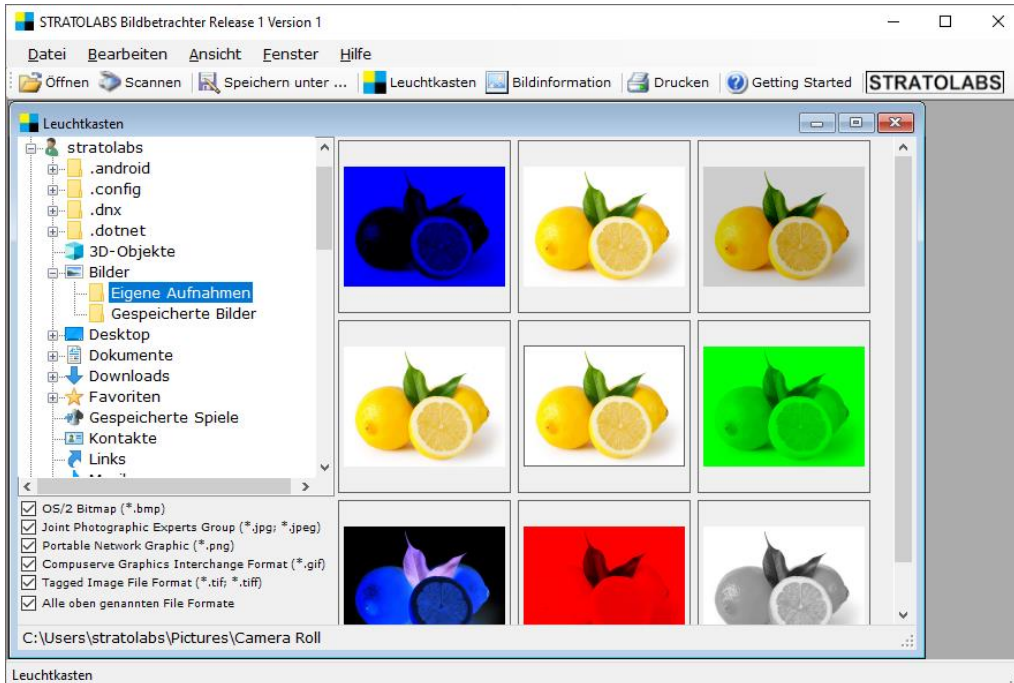 STRATOLABS Bildbetrachter Release 1 Version 1
Datei Bearbeiten Ansicht Fenster Hilfe
Öffnen Scannen Speichern unter ... Leuchtkasten Bildinformation Drucken Getting Started STRATOLABS
Leuchtkasten
stratolabs
.android
.config
.dnx
.dotnet
3D-Objekte
Bilder
Eigene Aufnahmen
Gespeicherte Bilder
Desktop
Dokumente
Downloads
Favoriten
Gespeicherte Spiele
Kontakte
Links
OS/2 Bitmap (*.bmp)
Joint Photographic Experts Group (*.jpg; *.jpeg)
Portable Network Graphic (*.png)
Compuserve Graphics Interchange Format (*.gif)
Tagged Image File Format (*.tif; *.tiff)
Alle oben genannten File Formate
C:\Users\stratolabs\Pictures\Camera Roll
Leuchtkasten